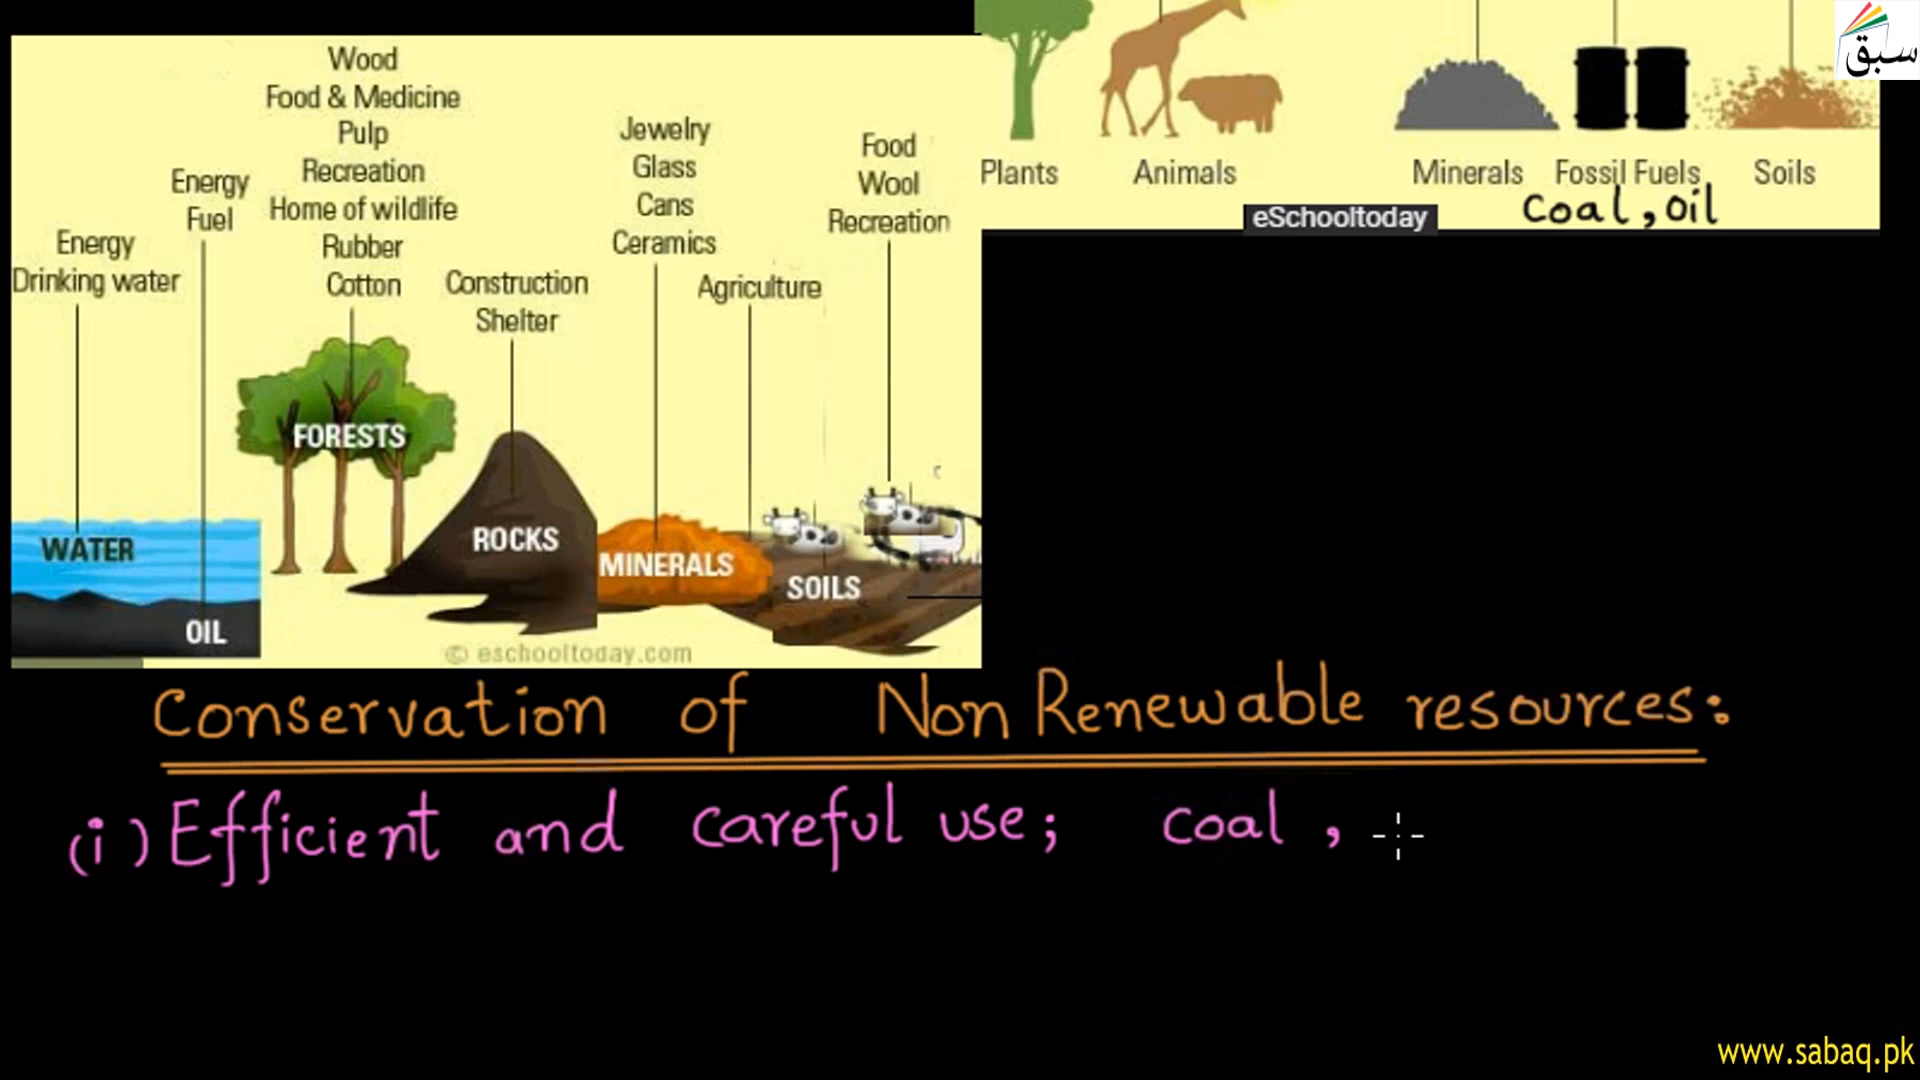 Wood
Food & Medicine
Pulp
Recreation
Home of wildlife
Rubber
Cotton
Energy
Fuel
Energy
Drinking water
Construction
Shelter
Jewelry
Glass
Cans
Ceramics
Agriculture
Food
Wool
Recreation
FORESTS
WATER
OIL
ROCKS
MINERALS
SOILS
© eschooltoday.com
Plants
Animals
Minerals
Fossil Fuels
Soils
Coal, Oil
eSchooltoday
سبق
Conservation of Non Renewable resources:
(i) Efficient and careful use; coal ,
www.sabaq.pk